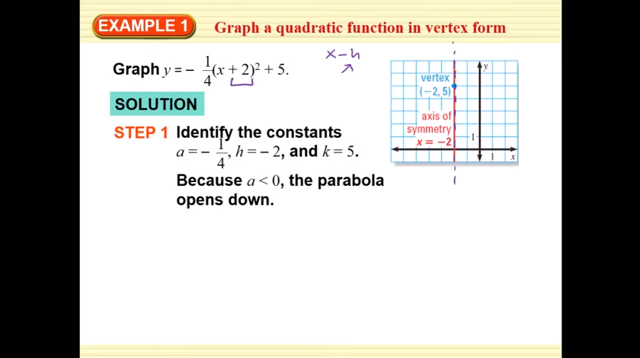 EXAMPLE 1 Graph a quadratic function in vertex form
x – h
Graph y = – 1/4 (x + 2)² + 5.
SOLUTION
STEP 1 Identify the constants
a = – 1/4, h = – 2, and k = 5.
Because a < 0, the parabola
opens down.
y
vertex
(–2, 5)
axis of
symmetry
x = –2
1
1
x